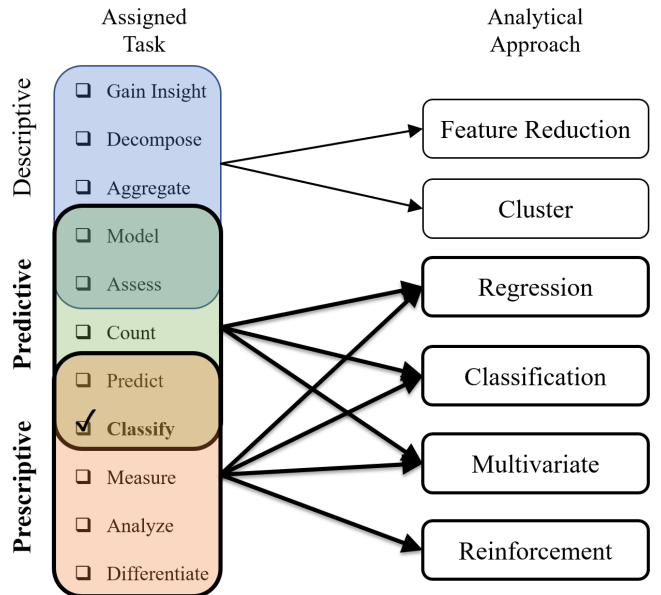 Assigned
Task
Analytical
Approach
Descriptive
Predictive
Prescriptive
❑ Gain Insight
❑ Decompose
❑ Aggregate
❑ Model
❑ Assess
❑ Count
❑ Predict
❑ Classify
❑ Measure
❑ Analyze
❑ Differentiate
Feature Reduction
Cluster
Regression
Classification
Multivariate
Reinforcement